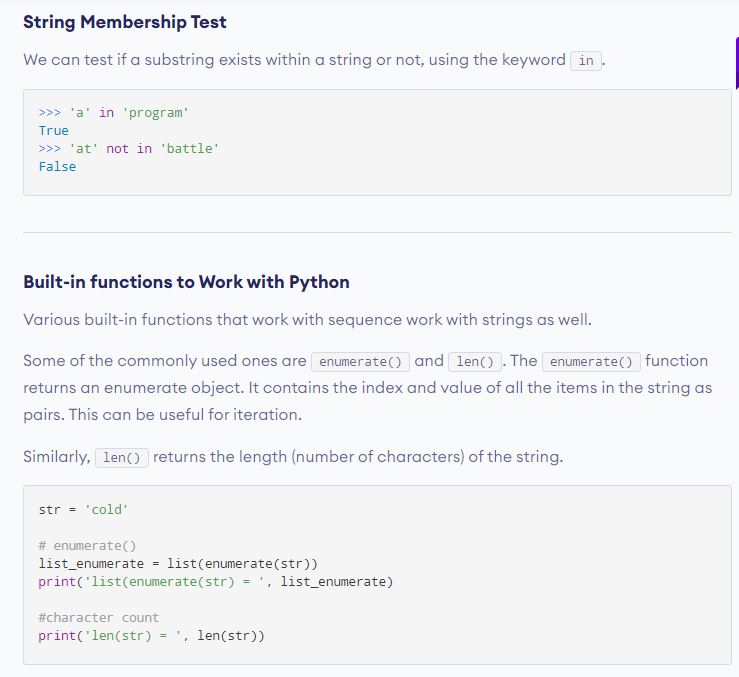 String Membership Test
We can test if a substring exists within a string or not, using the keyword in .
>>> 'a' in 'program'
True
>>> 'at' not in 'battle'
False
Built-in functions to Work with Python
Various built-in functions that work with sequence work with strings as well.
Some of the commonly used ones are enumerate() and len() . The enumerate() function
returns an enumerate object. It contains the index and value of all the items in the string as
pairs. This can be useful for iteration.
Similarly, len() returns the length (number of characters) of the string.
str = 'cold'
# enumerate()
list_enumerate = list(enumerate(str))
print('list(enumerate(str) = ', list_enumerate)
#character count
print('len(str) = ', len(str))